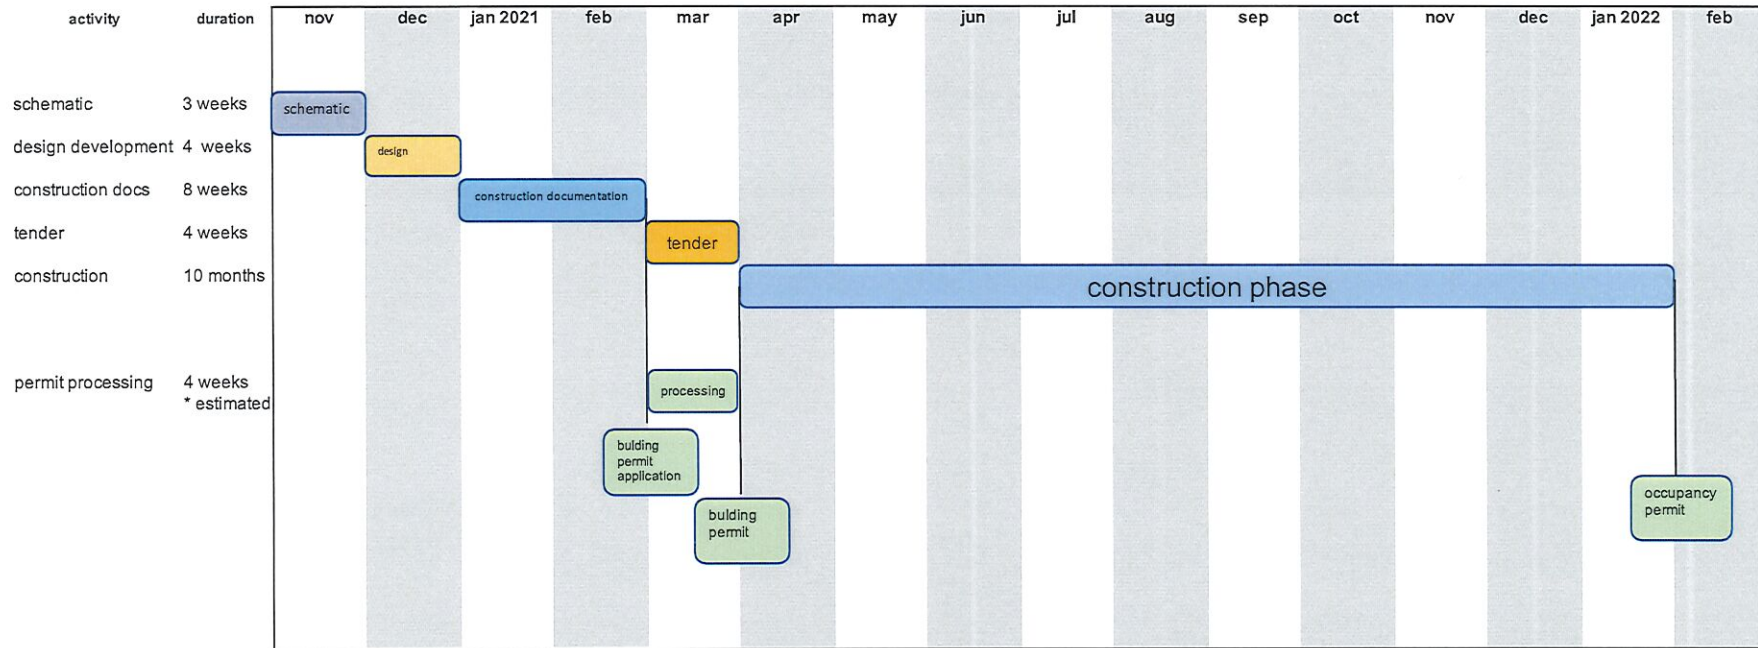 activity duration nov dec jan 2021 feb mar apr may jun jul aug sep oct nov dec jan 2022 feb
schematic 3 weeks schematic
design development 4 weeks design
construction docs 8 weeks construction documentation
tender 4 weeks tender
construction 10 months construction phase
permit processing 4 weeks processing
* estimated
bulding
permit
application
bulding
permit
occupancy
permit